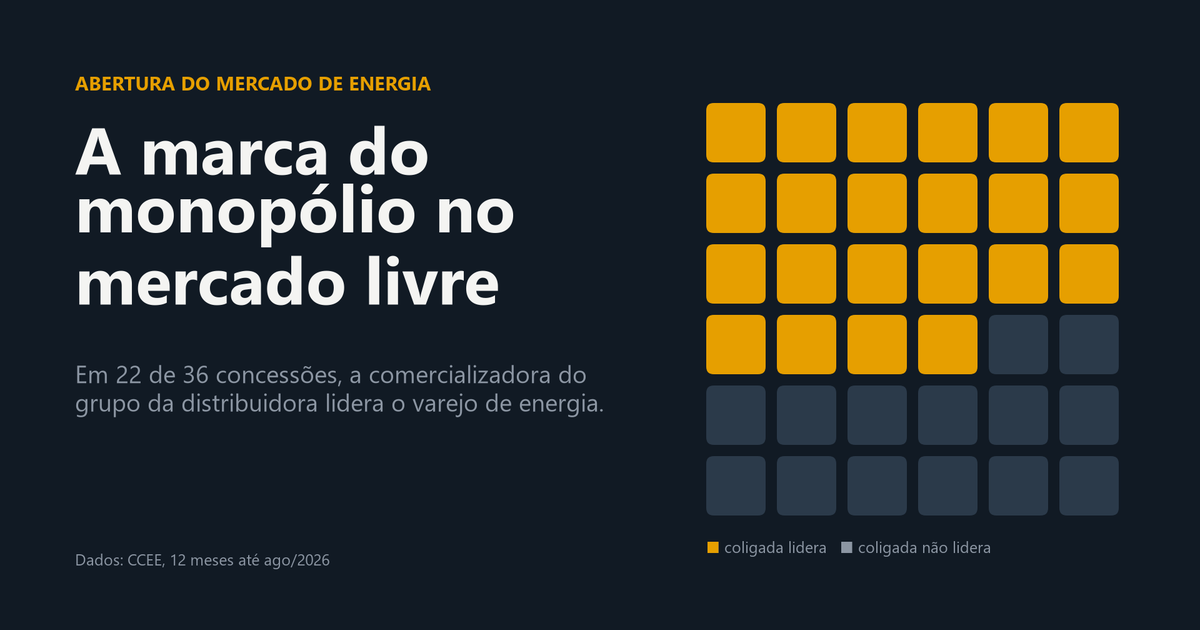 ABERTURA DO MERCADO DE ENERGIA
A marca do
monopólio no
mercado livre
Em 22 de 36 concessões, a comercializadora do
grupo da distribuidora lidera o varejo de energia.
coligada lidera coligada não lidera
Dados: CCEE, 12 meses até ago/2026